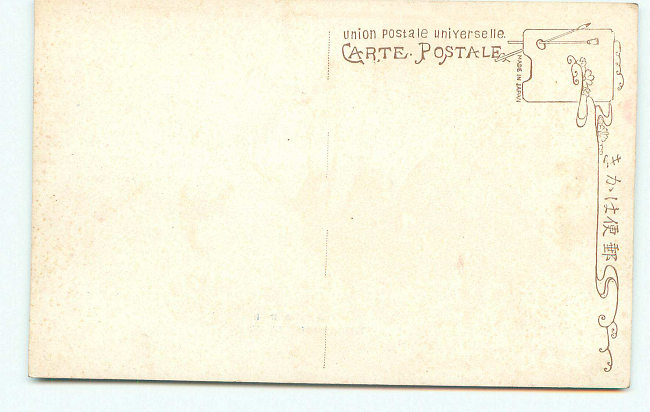 union postale universelle.
CARTE·POSTALE
MADE IN JAPAN
きかは便郵